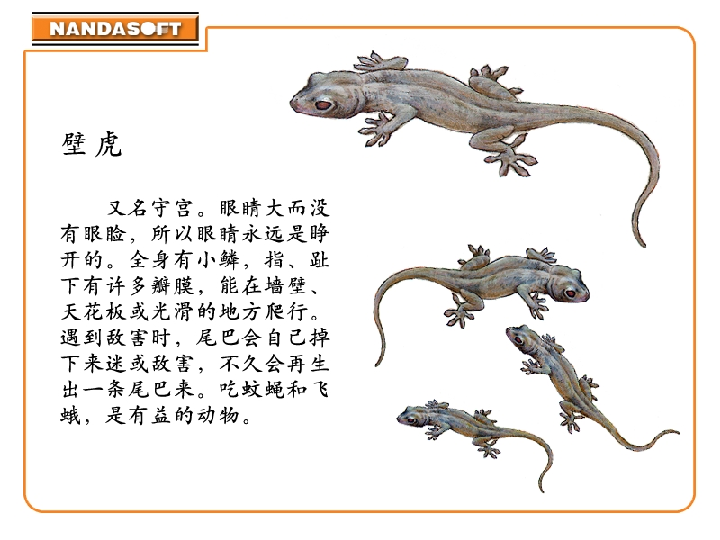 NANDASOFT
壁虎
又名守宫。眼睛大而没
有眼睑，所以眼睛永远是睁
开的。全身有小鳞，指、趾
下有许多瓣膜，能在墙壁、
天花板或光滑的地方爬行。
遇到敌害时，尾巴会自己掉
下来迷或敌害，不久会再生
出一条尾巴来。吃蚊蝇和飞
蛾，是有益的动物。